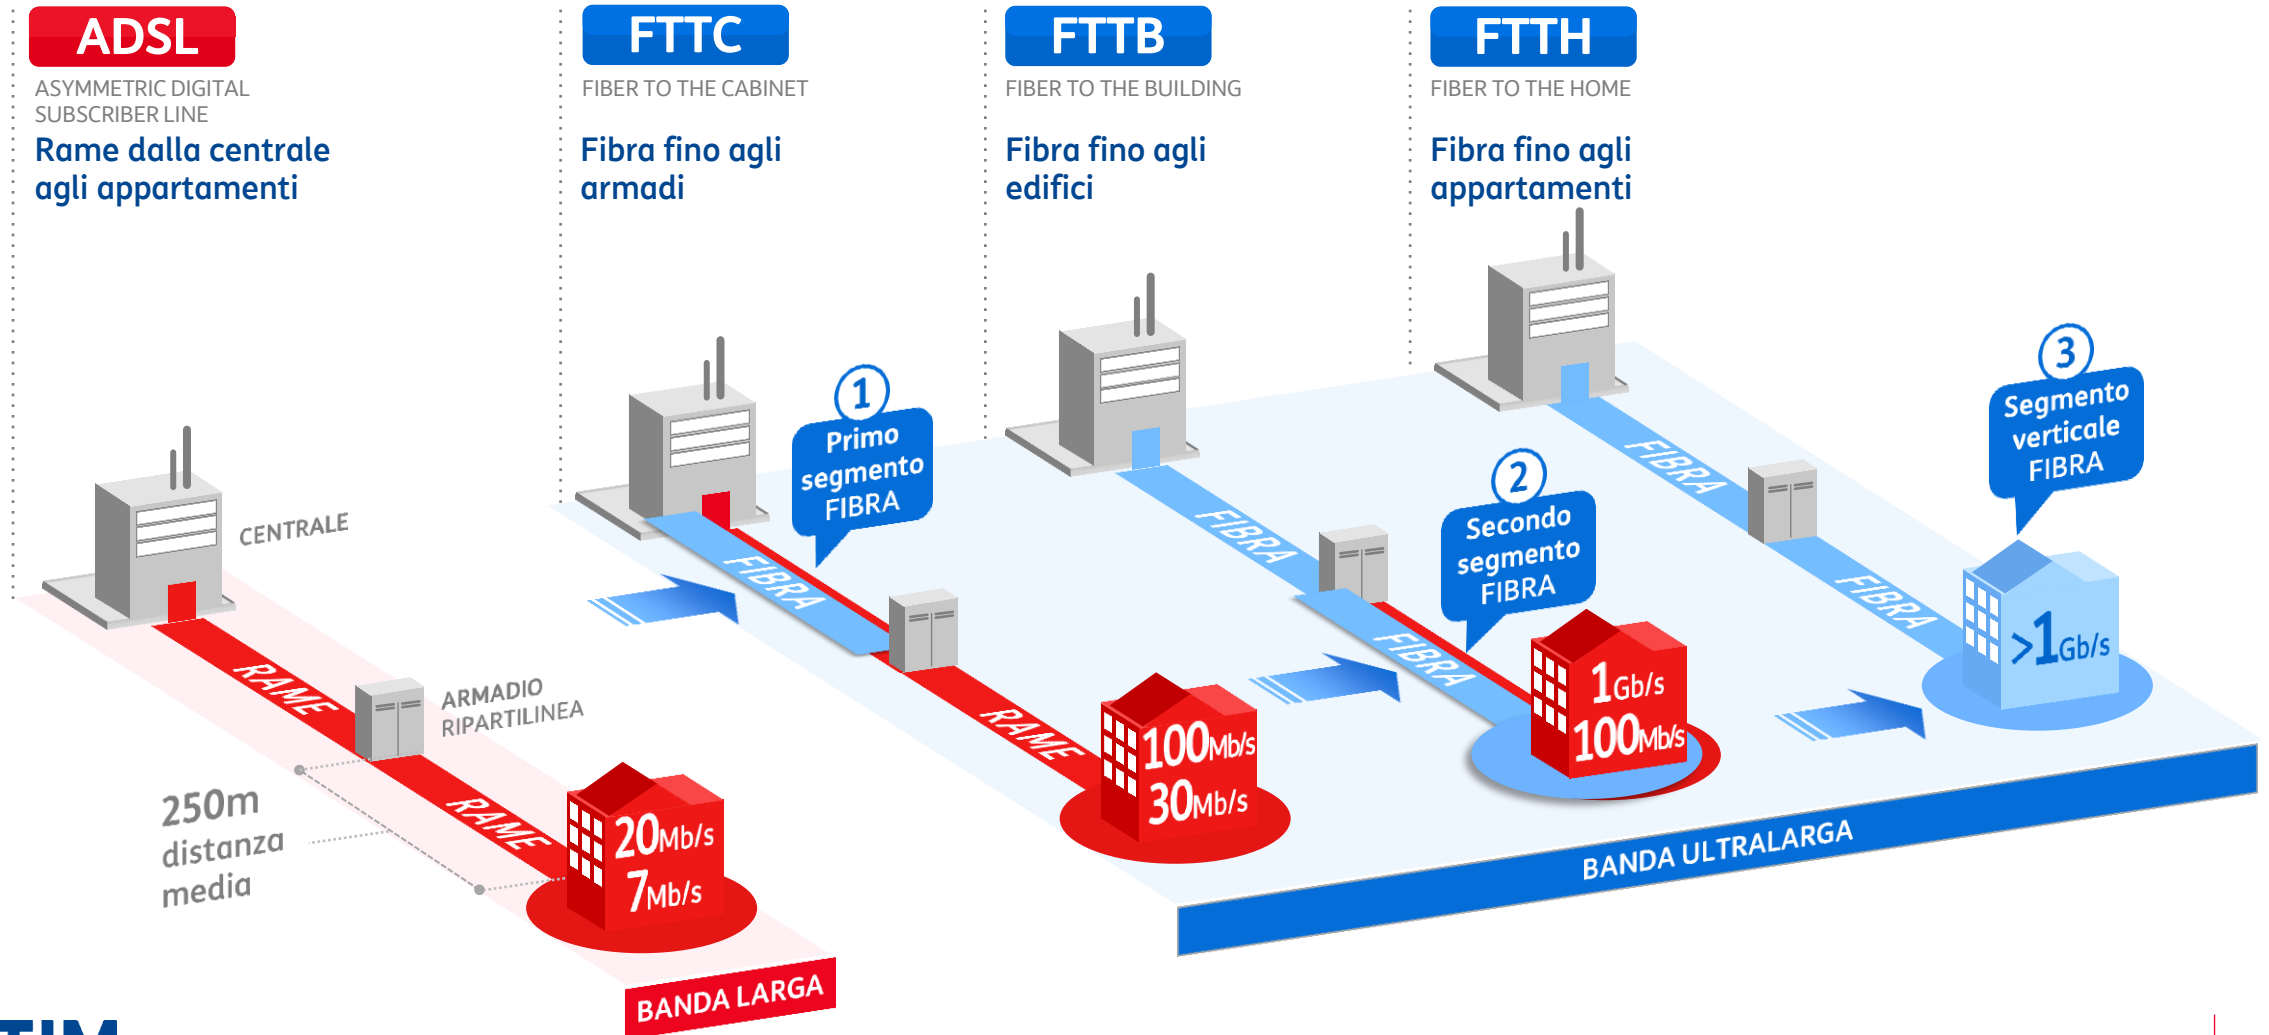 ADSL
ASYMMETRIC DIGITAL
SUBSCRIBER LINE
Rame dalla centrale
agli appartamenti
FTTC
FIBER TO THE CABINET
Fibra fino agli
armadi
FTTB
FIBER TO THE BUILDING
Fibra fino agli
edifici
FTTH
FIBER TO THE HOME
Fibra fino agli
appartamenti
CENTRALE
RAME
ARMADIO
RIPARTILINEA
250m
distanza
media
RAME
20Mb/s
7Mb/s
BANDA LARGA
1
Primo
segmento
FIBRA
FIBRA
RAME
100Mb/s
30Mb/s
FIBRA
2
Secondo
segmento
FIBRA
FIBRA
1Gb/s
100Mb/s
FIBRA
3
Segmento
verticale
FIBRA
FIBRA
>1Gb/s
BANDA ULTRALARGA
TIM